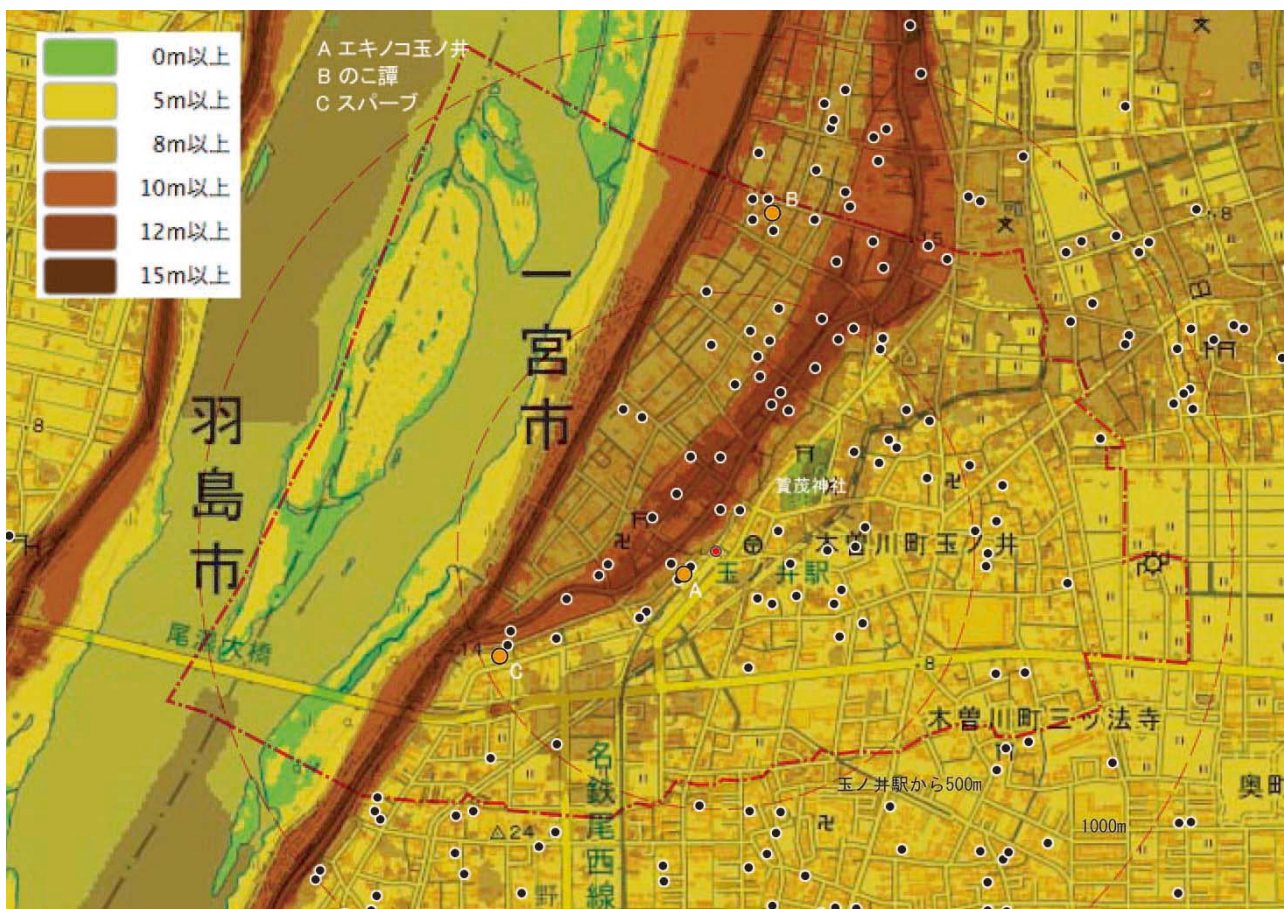 0m以上
5m以上
8m以上
10m以上
12m以上
15m以上
A エキノコ玉ノ井
B のこ譚
C スパーブ
B
15
8
一宮市
羽島市
8
賀茂神社
木曽川町玉ノ井
玉ノ井駅
A
尾濃大橋
14
C
8
木曽川町三ツ法寺
名鉄尾西線
玉ノ井駅から500m
1000m
奥町
24
野